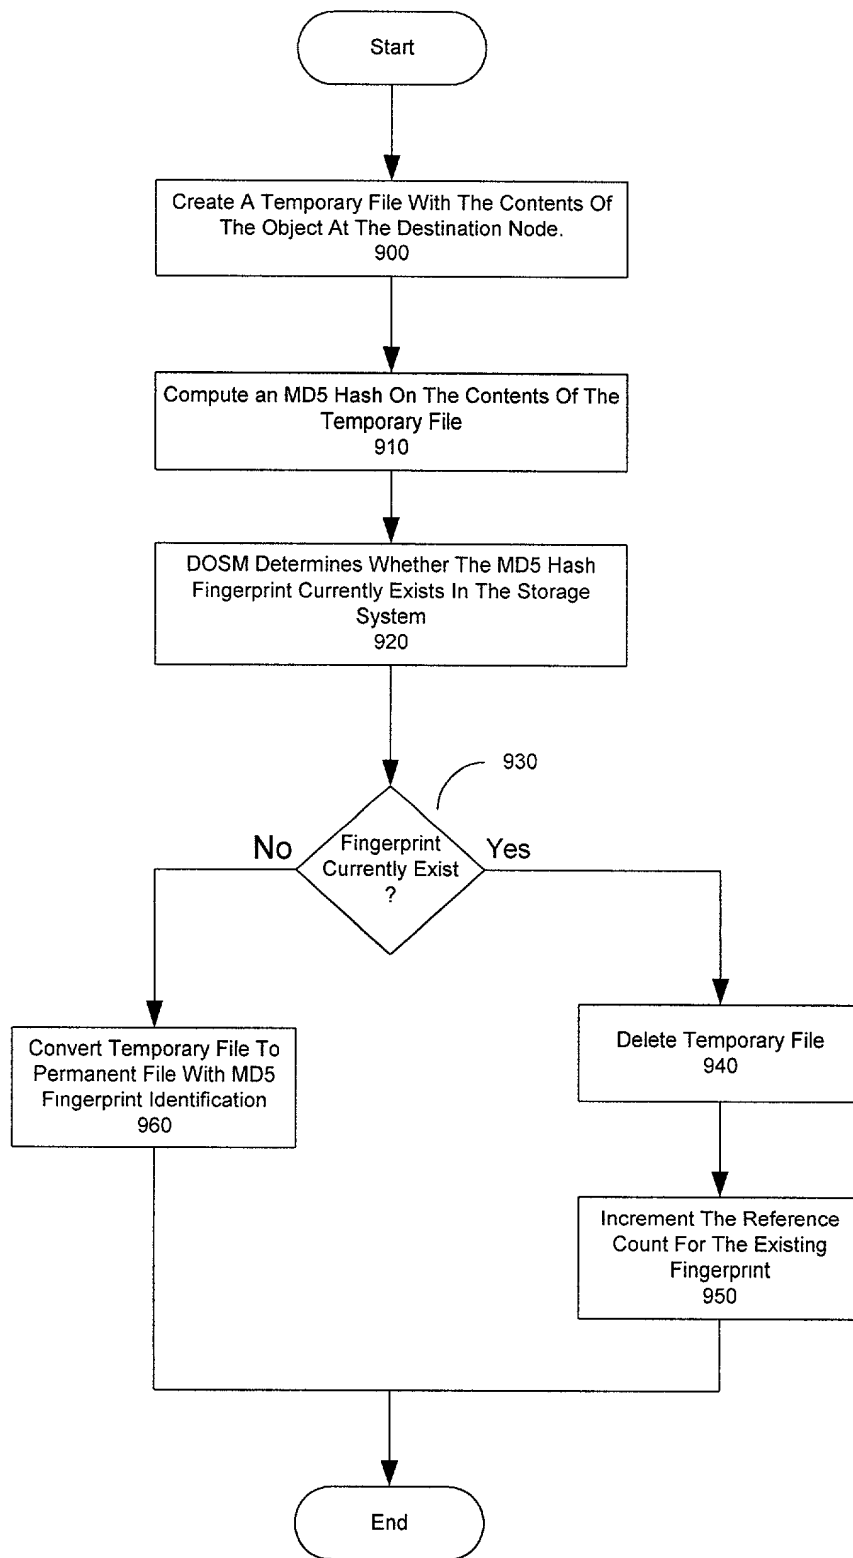 Start
Create A Temporary File With The Contents Of
The Object At The Destination Node.
900
Compute an MD5 Hash On The Contents Of The
Temporary File
910
DOSM Determines Whether The MD5 Hash
Fingerprint Currently Exists In The Storage
System
920
930
No
Fingerprint
Currently Exist
?
Yes
Convert Temporary File To
Permanent File With MD5
Fingerprint Identification
960
Delete Temporary File
940
Increment The Reference
Count For The Existing
Fingerprint
950
End